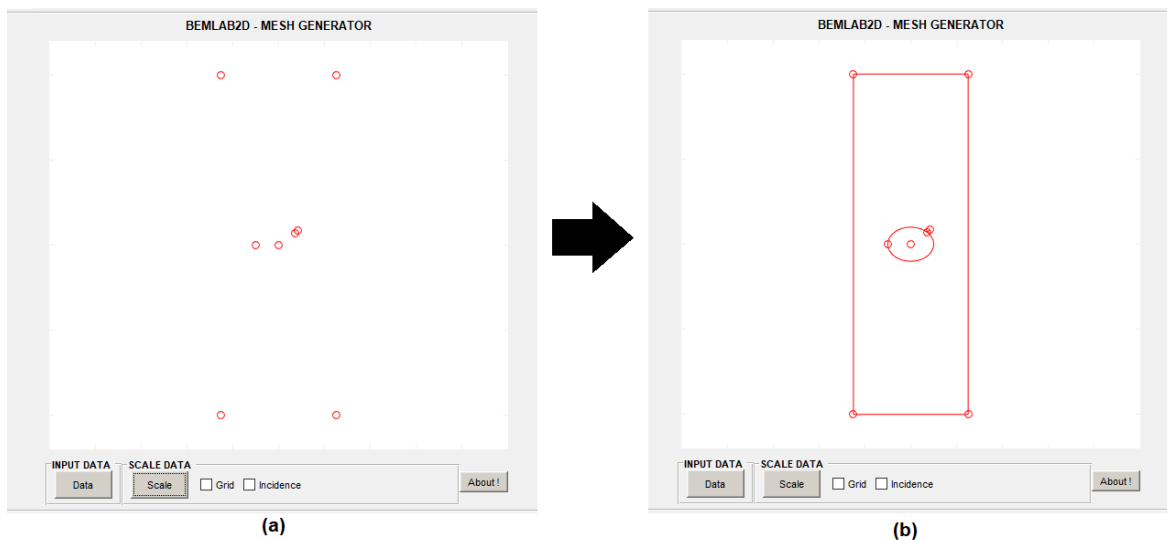 BEMLAB2D - MESH GENERATOR
INPUT DATA
SCALE DATA
Data
Scale
Grid
Incidence
About !
(a)
BEMLAB2D - MESH GENERATOR
INPUT DATA
SCALE DATA
Data
Scale
Grid
Incidence
About !
(b)